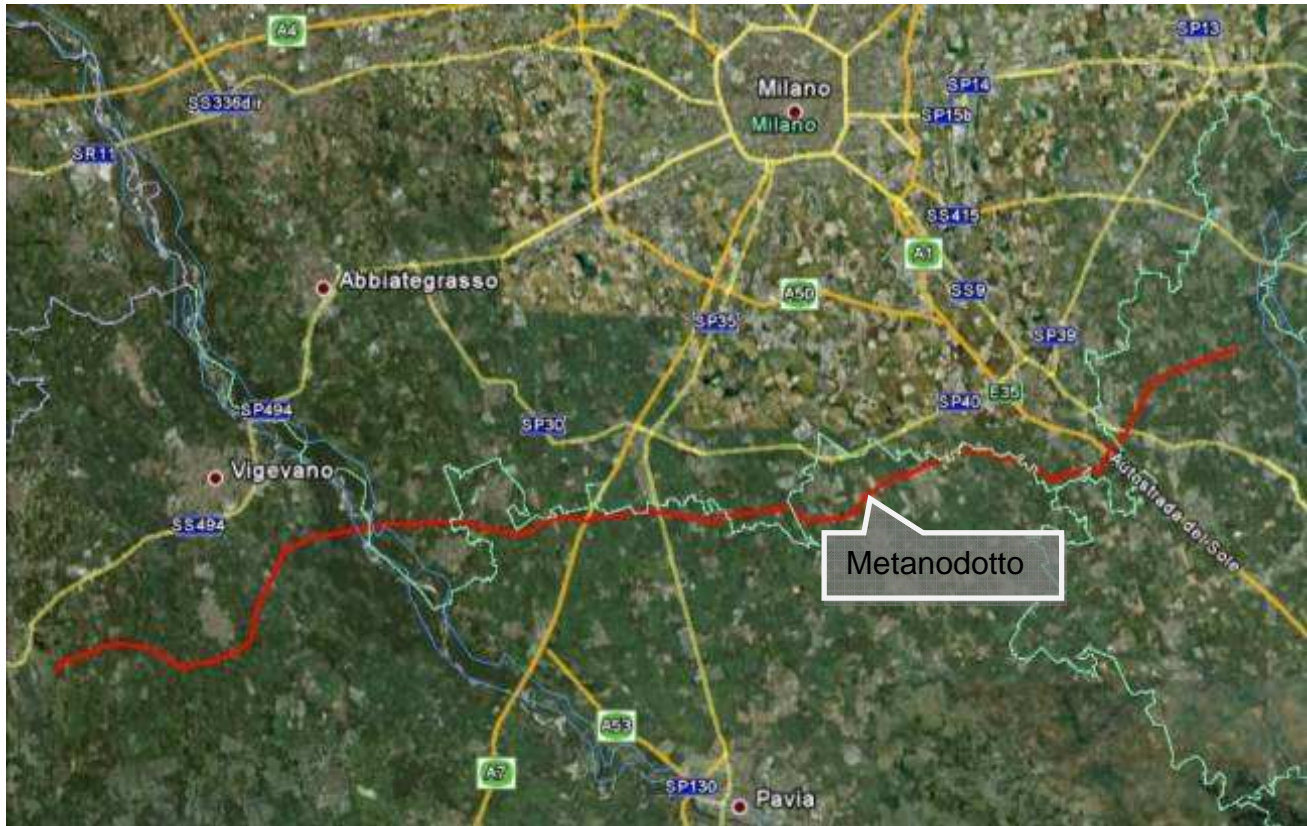 A4
SP13
SS336dir
Milano
Milano
SP14
SP15b
SR11
SS415
A1
Abbiategrasso
A50
SS9
SP35
SP39
E35
SP40
SP494
SP30
Vigevano
Autostrada del Sole
SS494
Metanodotto
A53
A7
SP130
Pavia